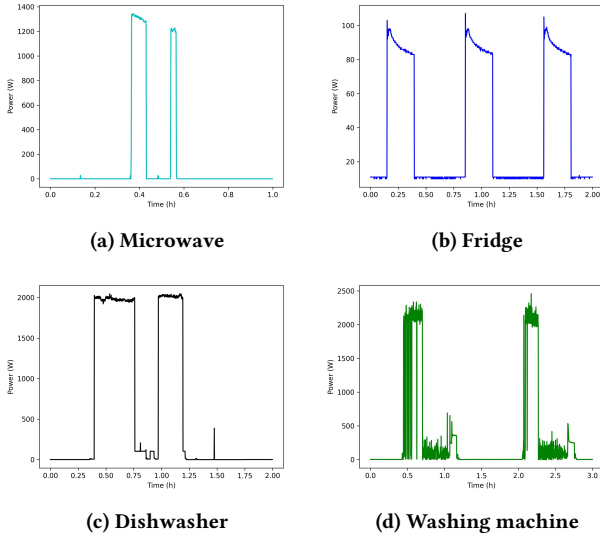 1400
1200
1000
800
600
400
200
0
Power (W)
0.0 0.2 0.4 0.6 0.8 1.0
Time (h)
(a) Microwave
100
80
60
40
20
Power (W)
0.00 0.25 0.50 0.75 1.00 1.25 1.50 1.75 2.00
Time (h)
(b) Fridge
2000
1500
1000
500
0
Power (W)
0.00 0.25 0.50 0.75 1.00 1.25 1.50 1.75 2.00
Time (h)
(c) Dishwasher
2500
2000
1500
1000
500
0
Power (W)
0.0 0.5 1.0 1.5 2.0 2.5 3.0
Time (h)
(d) Washing machine